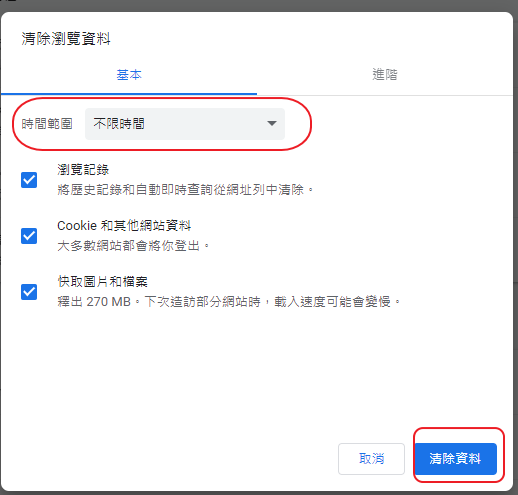 清除瀏覽資料
基本 進階
時間範圍 不限時間
瀏覽記錄
將歷史記錄和自動即時查詢從網址列中清除。
Cookie 和其他網站資料
大多數網站都會將你登出。
快取圖片和檔案
釋出 270 MB。下次造訪部分網站時，載入速度可能會變慢。
取消 清除資料